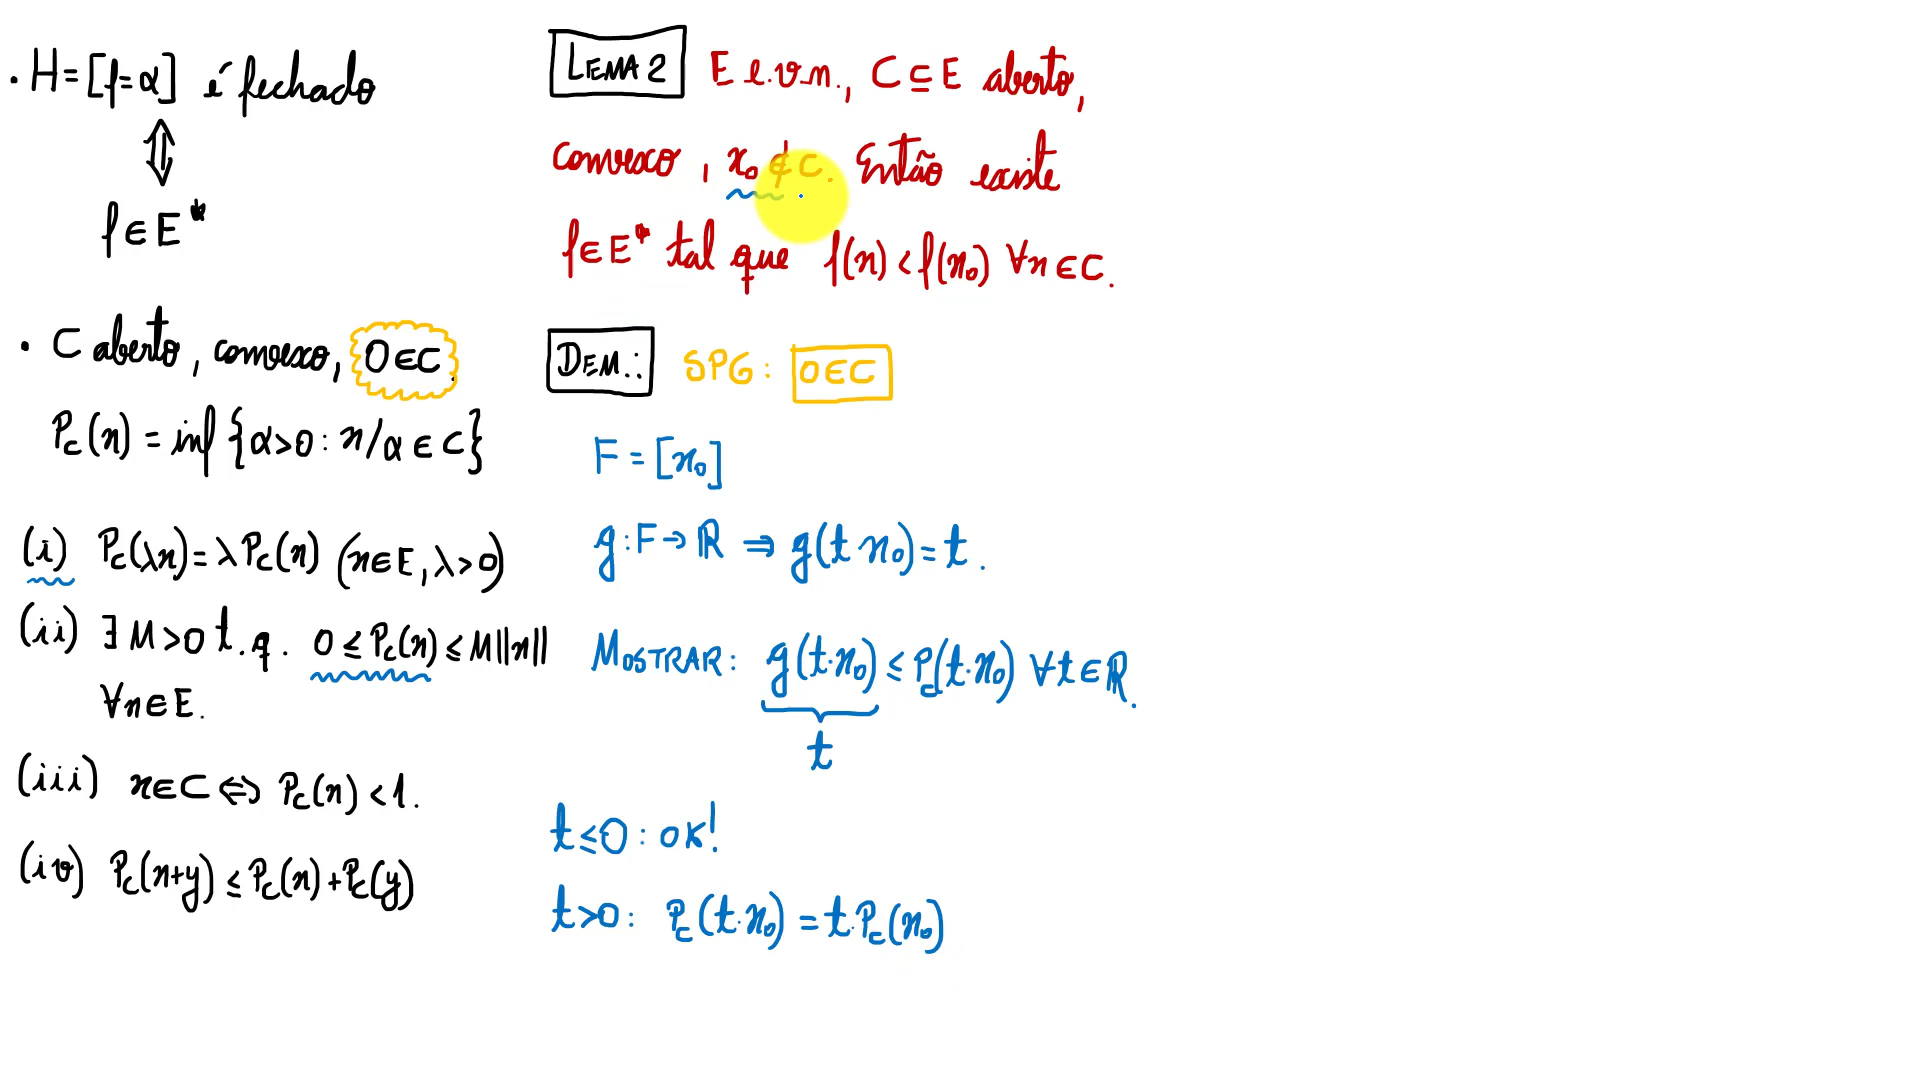 . H = [f = α] é fechado
⇕
f ∈ E*
. C aberto, convexo, 0 ∈ C.
P_C(x) = inf {α > 0 : x/α ∈ C}
(i) P_C(λx) = λ P_C(x) (x ∈ E, λ > 0)
(ii) ∃ M > 0 t.q. 0 ≤ P_C(x) ≤ M||x||
∀x ∈ E.
(iii) x ∈ C ⇔ P_C(x) < 1.
(iv) P_C(x+y) ≤ P_C(x) + P_C(y)
LEMA 2 E e.v.n., C ⊆ E aberto,
convexo, x₀ ∉ C. Então existe
f ∈ E* tal que f(x) < f(x₀) ∀x ∈ C.
DEM∴ SPG: 0 ∈ C
F = [x₀]
g : F → R ⇒ g(t·x₀) = t.
MOSTRAR: g(t·x₀) ≤ P_C(t·x₀) ∀t ∈ R.
t
t ≤ 0 : OK!
t > 0 : P_C(t·x₀) = t·P_C(x₀)